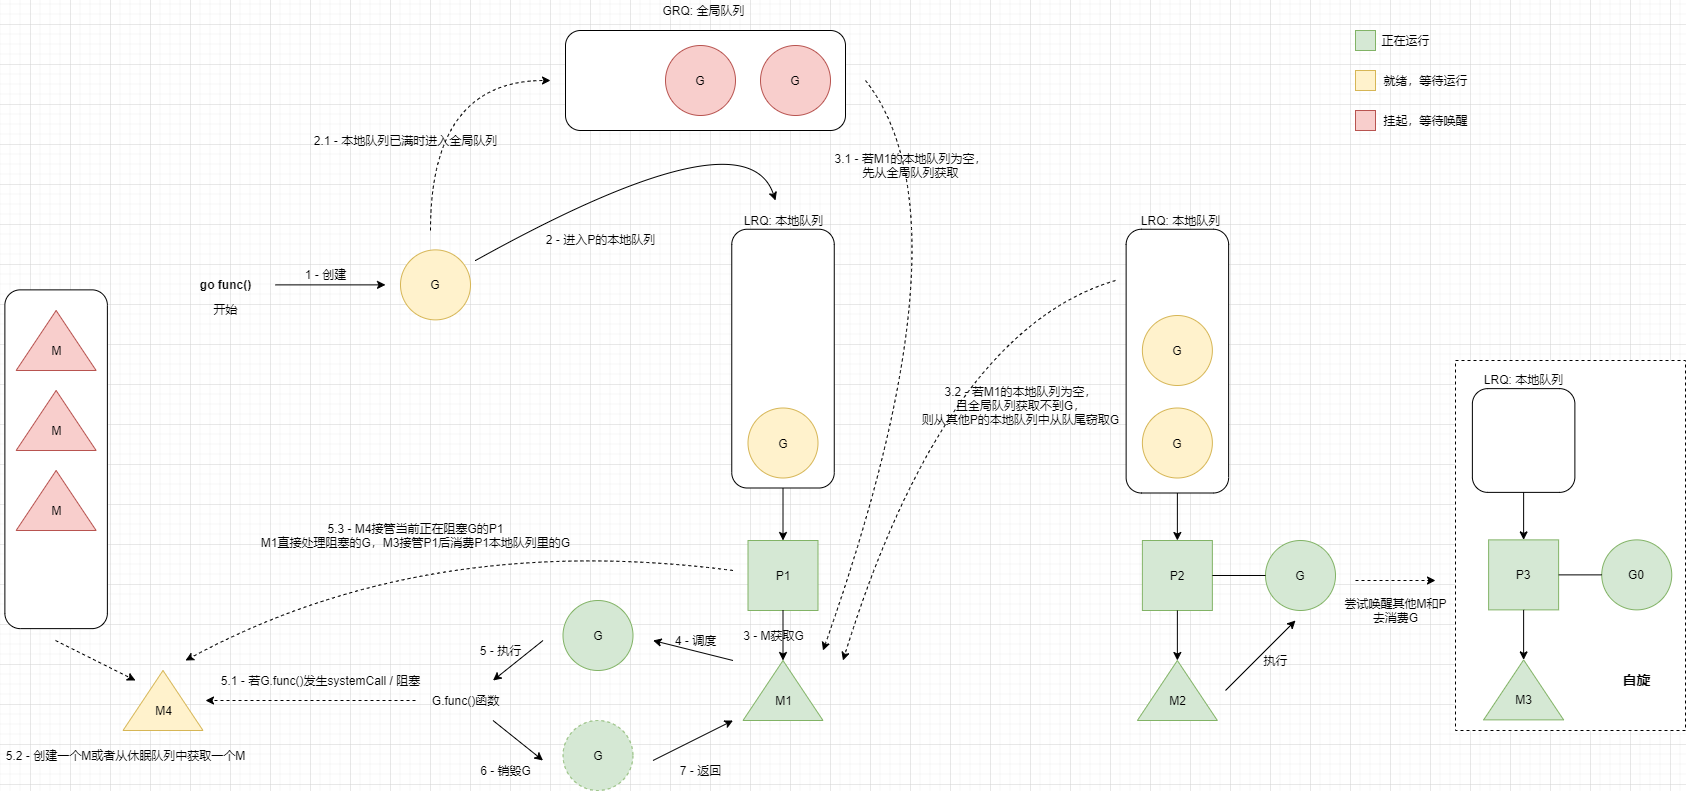 GRQ: 全局队列
G
G
正在运行
就绪，等待运行
挂起，等待唤醒
2.1 - 本地队列已满时进入全局队列
3.1 - 若M1的本地队列为空，
先从全局队列获取
LRQ: 本地队列
LRQ: 本地队列
2 - 进入P的本地队列
go func()
1 - 创建
G
开始
M
M
M
G
G
G
3.2 - 若M1的本地队列为空，
且全局队列获取不到G，
则从其他P的本地队列中从队尾窃取G
LRQ: 本地队列
5.3 - M4接管当前正在阻塞G的P1
M1直接处理阻塞的G，M3接管P1后消费P1本地队列里的G
P1
P2
G
P3
G0
尝试唤醒其他M和P
去消费G
G
4 - 调度
3 - M获取G
5 - 执行
执行
5.1 - 若G.func()发生systemCall / 阻塞
G.func()函数
M4
M1
M2
M3
自旋
5.2 - 创建一个M或者从休眠队列中获取一个M
G
6 - 销毁G
7 - 返回